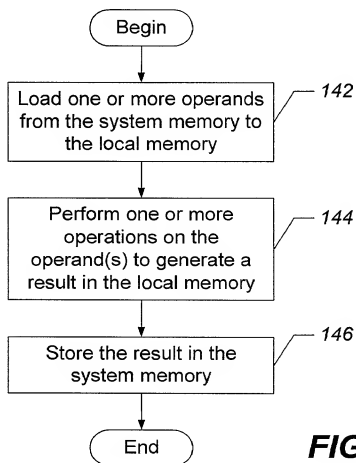 Begin
Load one or more operands
from the system memory to
the local memory
142
Perform one or more
operations on the
operand(s) to generate a
result in the local memory
144
Store the result in the
system memory
146
End
FIG